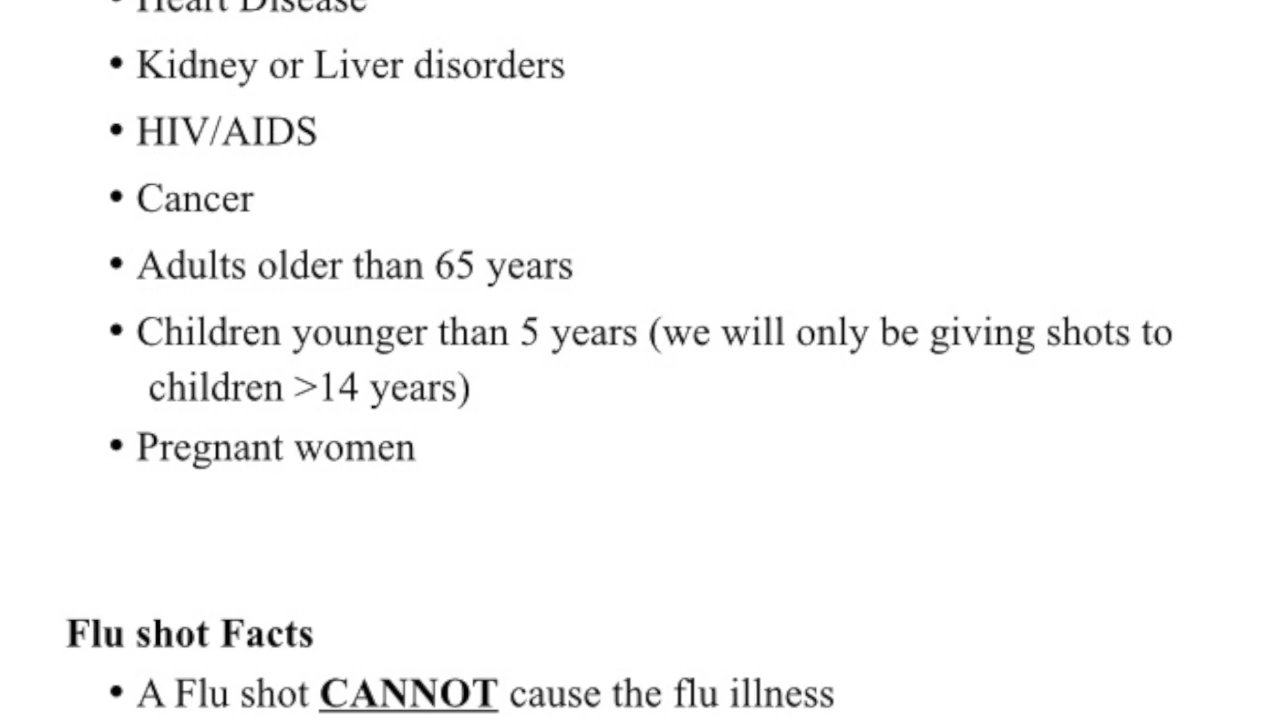 • Heart Disease
• Kidney or Liver disorders
• HIV/AIDS
• Cancer
• Adults older than 65 years
• Children younger than 5 years (we will only be giving shots to
children >14 years)
• Pregnant women
Flu shot Facts
• A Flu shot CANNOT cause the flu illness